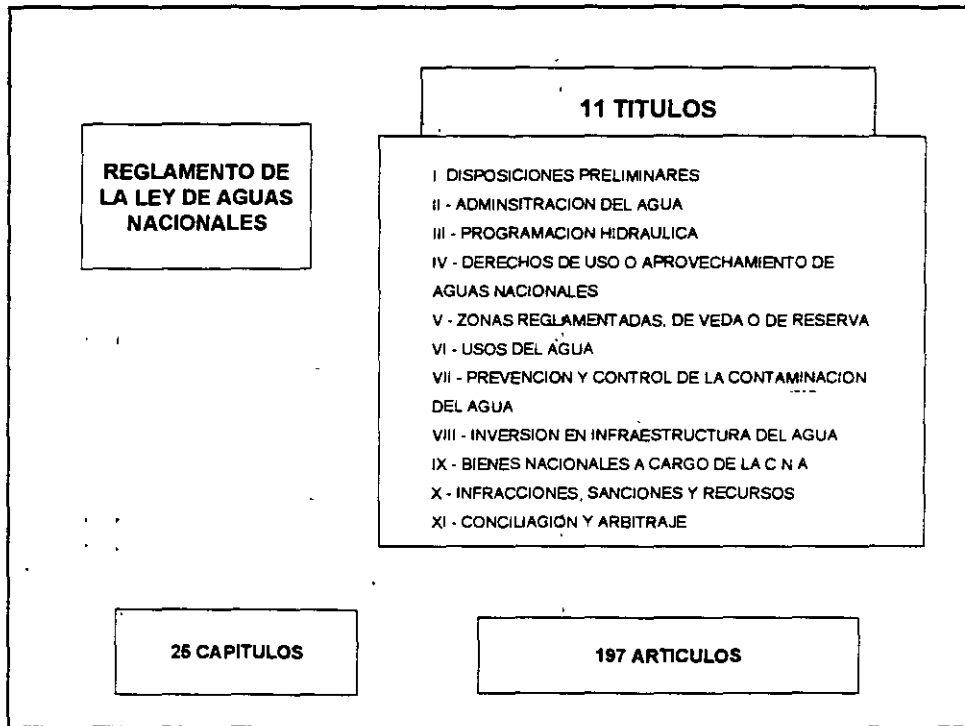 REGLAMENTO DE
LA LEY DE AGUAS
NACIONALES
11 TITULOS
I DISPOSICIONES PRELIMINARES
II - ADMINSITRACION DEL AGUA
III - PROGRAMACION HIDRAULICA
IV - DERECHOS DE USO O APROVECHAMIENTO DE
AGUAS NACIONALES
V - ZONAS REGLAMENTADAS, DE VEDA O DE RESERVA
VI - USOS DEL AGUA
VII - PREVENCION Y CONTROL DE LA CONTAMINACION
DEL AGUA
VIII - INVERSION EN INFRAESTRUCTURA DEL AGUA
IX - BIENES NACIONALES A CARGO DE LA C N A
X - INFRACCIONES, SANCIONES Y RECURSOS
XI - CONCILIACIÓN Y ARBITRAJE
25 CAPITULOS
197 ARTICULOS